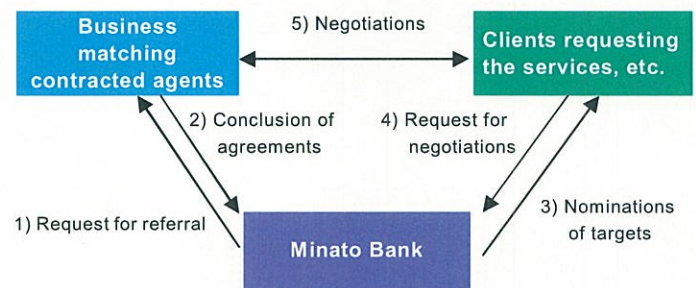 Business
matching
contracted agents
5) Negotiations
Clients requesting
the services, etc.
2) Conclusion of
agreements
4) Request for
negotiations
1) Request for referral
3) Nominations
of targets
Minato Bank